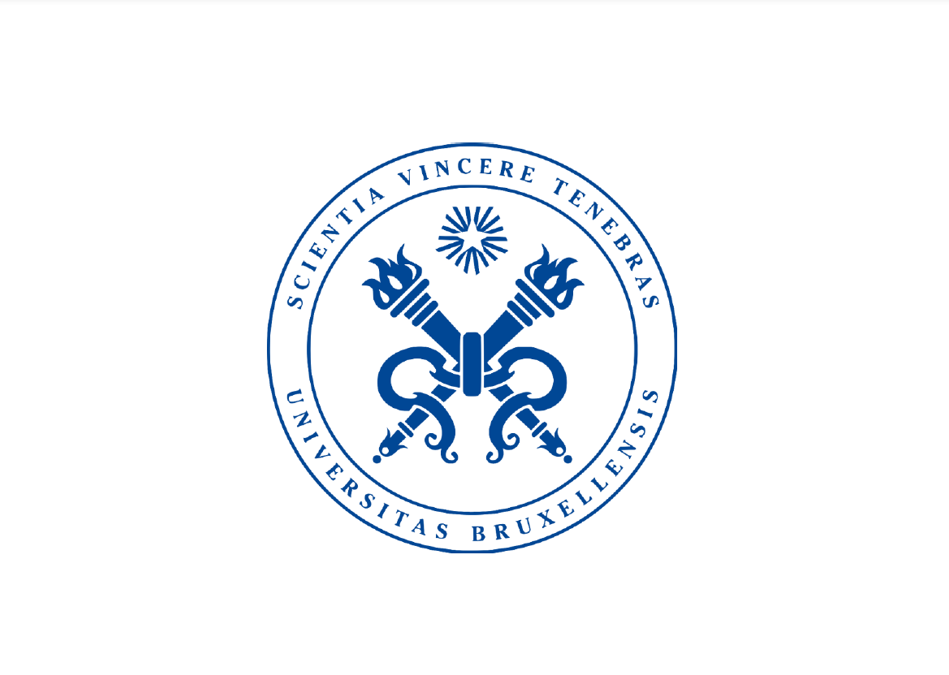 SCIENTIA VINCERE TENEBRAS
UNIVERSITAS BRUXELLENSIS